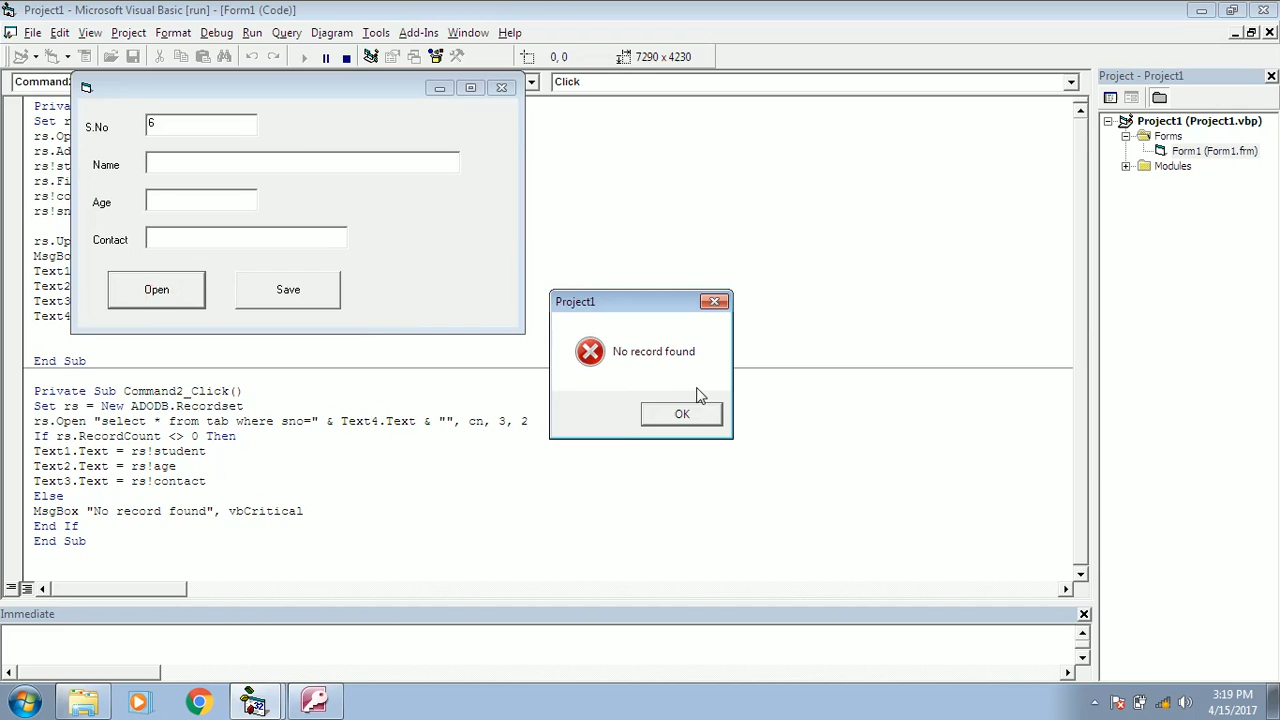 Project1 - Microsoft Visual Basic [run] - [Form1 (Code)]
File Edit View Project Format Debug Run Query Diagram Tools Add-Ins Window Help
0, 0 7290 x 4230
Click
S.No 6
Name
Age
Contact
Open Save
End Sub
Private Sub Command2_Click()
Set rs = New ADODB.Recordset
rs.Open "select * from tab where sno=" & Text4.Text & "", cn, 3, 2
If rs.RecordCount <> 0 Then
Text1.Text = rs!student
Text2.Text = rs!age
Text3.Text = rs!contact
Else
MsgBox "No record found", vbCritical
End If
End Sub
Project1
No record found
OK
Project - Project1
Project1 (Project1.vbp)
Forms
Form1 (Form1.frm)
Modules
Immediate
3:19 PM
4/15/2017